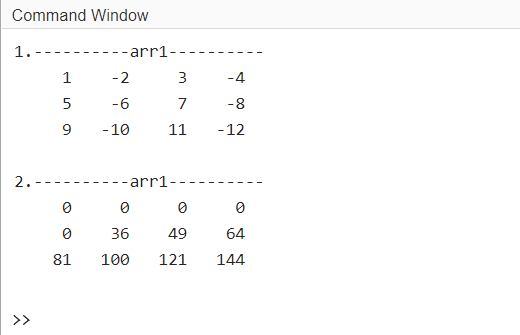 Command Window
1.----------arr1----------
1 -2 3 -4
5 -6 7 -8
9 -10 11 -12
2.----------arr1----------
0 0 0 0
0 36 49 64
81 100 121 144
>>